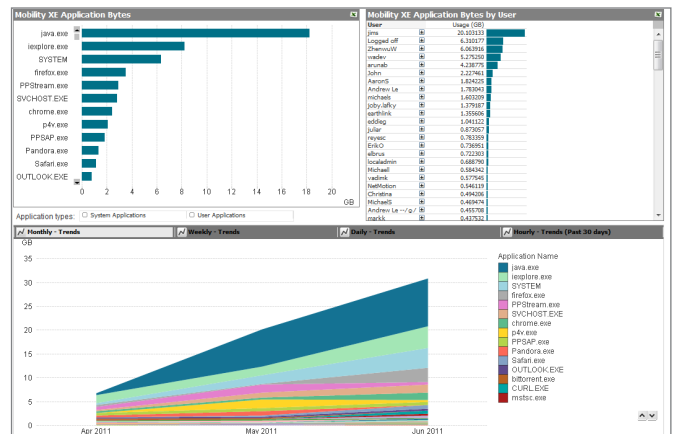 Mobility XE Application Bytes
java.exe
iexplore.exe
SYSTEM
firefox.exe
PPStream.exe
SVCHOST.EXE
chrome.exe
p4v.exe
PPSAP.exe
Pandora.exe
Safari.exe
OUTLOOK.EXE
0 2 4 6 8 10 12 14 16 18 20
GB
Application types: System Applications User Applications
Mobility XE Application Bytes by User
User Usage (GB)
jims 20.103133
Logged off 6.310177
ZhenwuW 6.063916
wadev 5.275250
arunab 4.238775
John 2.227461
AaronS 1.824225
Andrew Le 1.783043
michaels 1.603209
joby.lafky 1.379187
earthlink 1.355606
eddieg 1.041122
juliar 0.873057
reyesc 0.783359
ErikO 0.736951
elbrus 0.722303
localadmin 0.688790
Michaell 0.584342
vadimk 0.577545
NetMotion 0.546119
Christina 0.494206
MichaelS 0.469474
Andrew Le --/g/ 0.455708
markk 0.437532
Monthly - Trends Weekly - Trends Daily - Trends Hourly - Trends (Past 30 days)
GB
35
30
25
20
15
10
5
0
Apr 2011 May 2011 Jun 2011
Application Name
java.exe
iexplore.exe
SYSTEM
firefox.exe
PPStream.exe
SVCHOST.EXE
chrome.exe
p4v.exe
PPSAP.exe
Pandora.exe
Safari.exe
OUTLOOK.EXE
bittorrent.exe
CURL.EXE
mstsc.exe